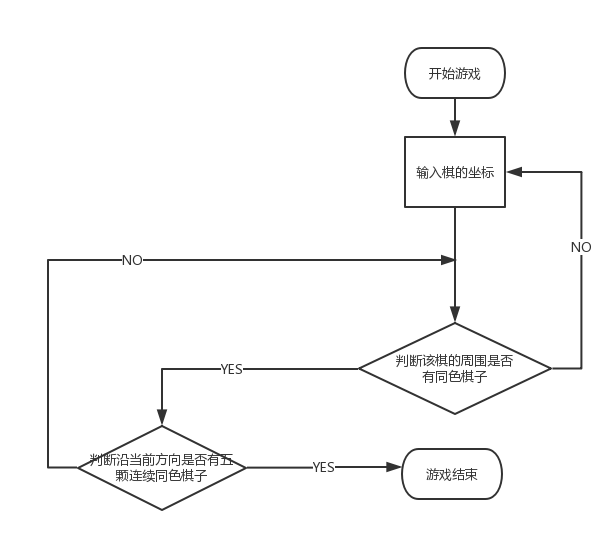 开始游戏
输入棋的坐标
NO
NO
判断该棋的周围是否
有同色棋子
YES
判断沿当前方向是否有五
颗连续同色棋子
YES
游戏结束